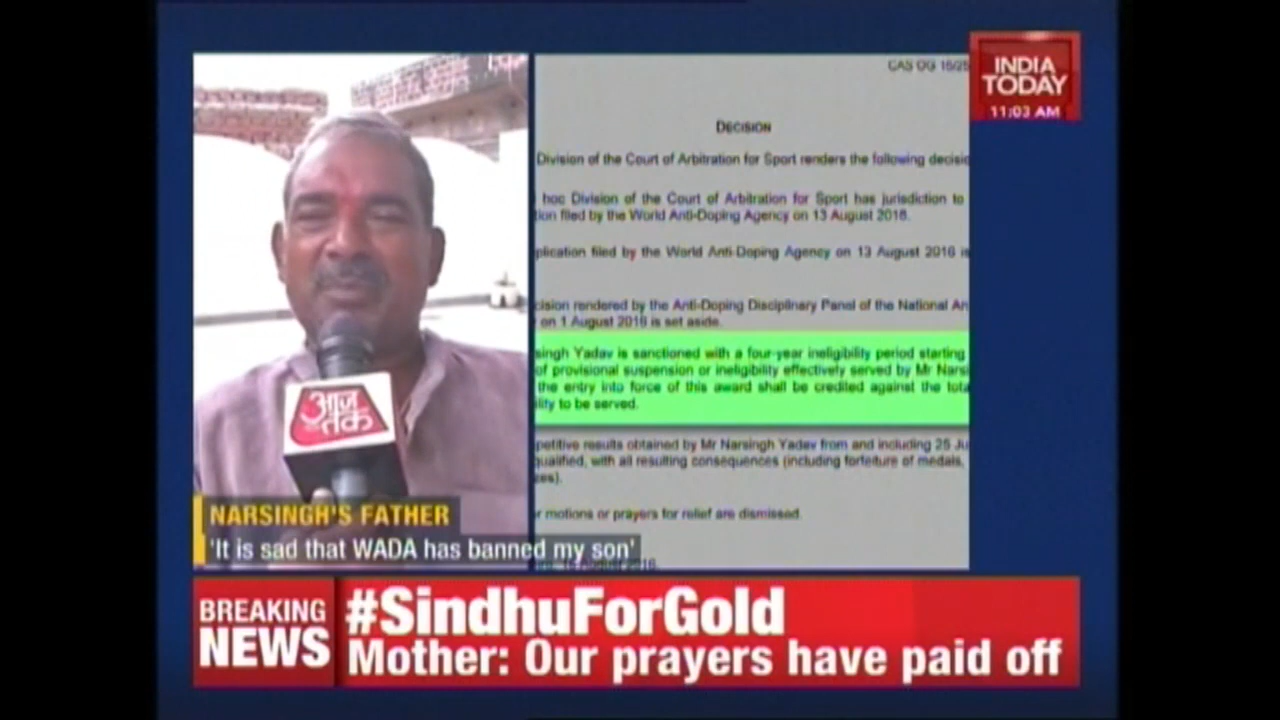 INDIA
TODAY
11:03 AM
CAS OG 16/25
DECISION
Division of the Court of Arbitration for Sport renders the following decisio
hoc Division of the Court of Arbitration for Sport has jurisdiction to
tion filed by the World Anti-Doping Agency on 13 August 2016.
plication filed by the World Anti-Doping Agency on 13 August 2016 is
cision rendered by the Anti-Doping Disciplinary Panel of the National An
on 1 August 2016 is set aside.
singh Yadav is sanctioned with a four-year ineligibility period starting
of provisional suspension or ineligibility effectively served by Mr Narsi
the entry into force of this award shall be credited against the tota
ility to be served.
petitive results obtained by Mr Narsingh Yadav from and including 25 Ju
qualified, with all resulting consequences (including forfeiture of medals,
zes).
r motions or prayers for relief are dismissed.
August 2016.
आज
तक
NARSINGH'S FATHER
'It is sad that WADA has banned my son'
BREAKING
NEWS
#SindhuForGold
Mother: Our prayers have paid off